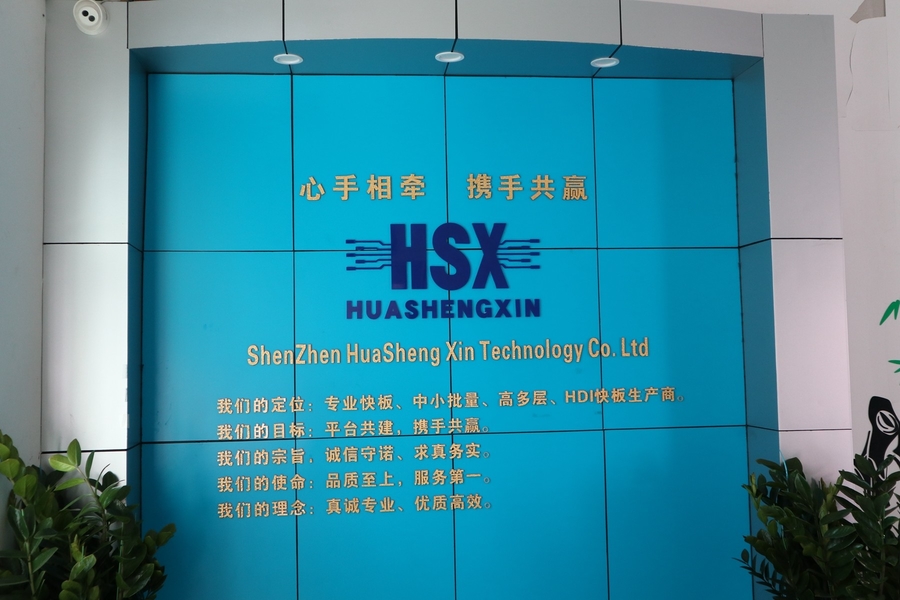 心手相牵 携手共赢
HSX
HUASHENGXIN
ShenZhen HuaSheng Xin Technology Co. Ltd
我们的定位：专业快板、中小批量、高多层、HDI快板生产商。
我们的目标：平台共建，携手共赢。
我们的宗旨，诚信守诺、求真务实。
我们的使命：品质至上，服务第一。
我们的理念：真诚专业、优质高效。